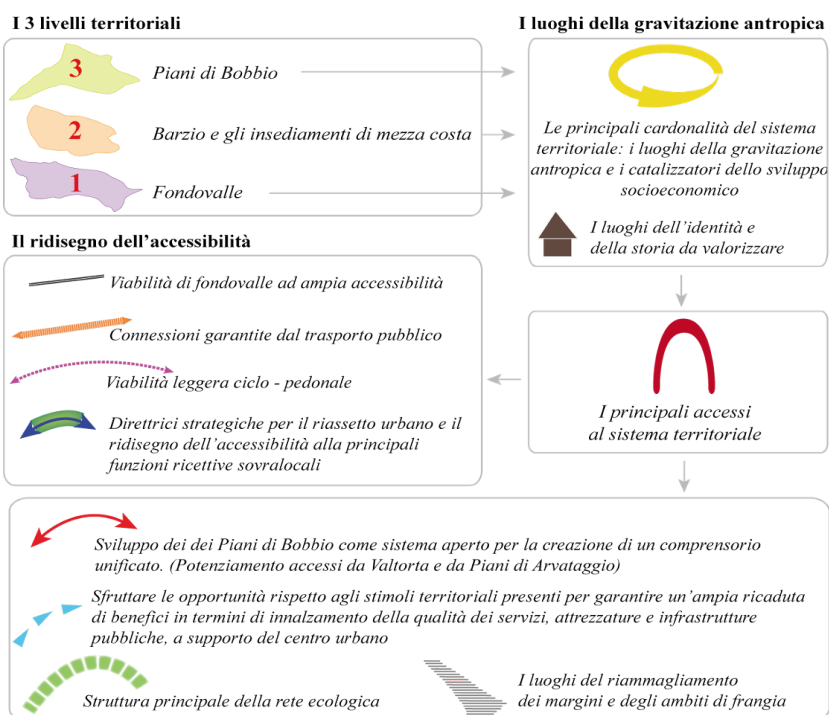 I 3 livelli territoriali
3
Piani di Bobbio
2
Barzio e gli insediamenti di mezza costa
1
Fondovalle
I luoghi della gravitazione antropica
Le principali cardonalità del sistema
territoriale: i luoghi della gravitazione
antropica e i catalizzatori dello sviluppo
socioeconomico
I luoghi dell'identità e
della storia da valorizzare
Il ridisegno dell'accessibilità
Viabilità di fondovalle ad ampia accessibilità
Connessioni garantite dal trasporto pubblico
Viabilità leggera ciclo - pedonale
Direttrici strategiche per il riassetto urbano e il
ridisegno dell'accessibilità alla principali
funzioni ricettive sovralocali
I principali accessi
al sistema territoriale
Sviluppo dei dei Piani di Bobbio come sistema aperto per la creazione di un comprensorio
unificato. (Potenziamento accessi da Valtorta e da Piani di Arvataggio)
Sfruttare le opportunità rispetto agli stimoli territoriali presenti per garantire un'ampia ricaduta
di benefici in termini di innalzamento della qualità dei servizi, attrezzature e infrastrutture
pubbliche, a supporto del centro urbano
Struttura principale della rete ecologica
I luoghi del riammagliamento
dei margini e degli ambiti di frangia